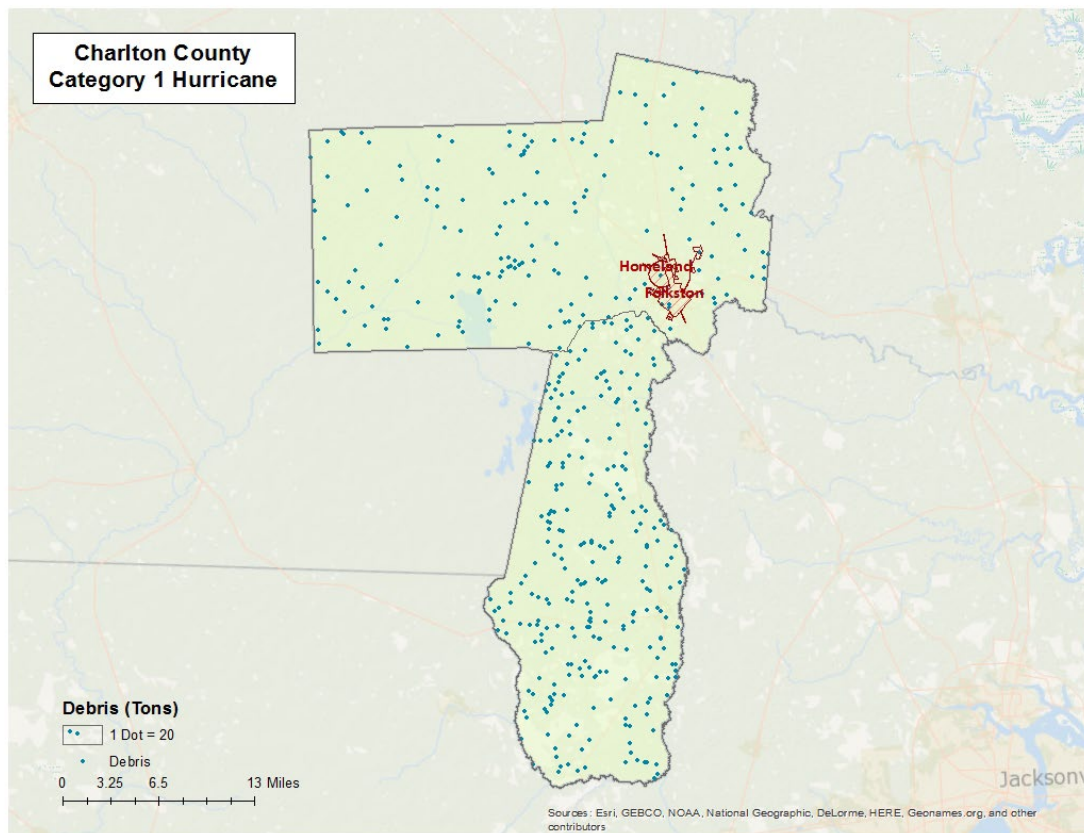 Charlton County
Category 1 Hurricane
Homeland
Folkston
Debris (Tons)
1 Dot = 20
Debris
0 3.25 6.5 13 Miles
Jacksonv
Sources: Esri, GEBCO, NOAA, National Geographic, DeLorme, HERE, Geonames.org, and other
contributors